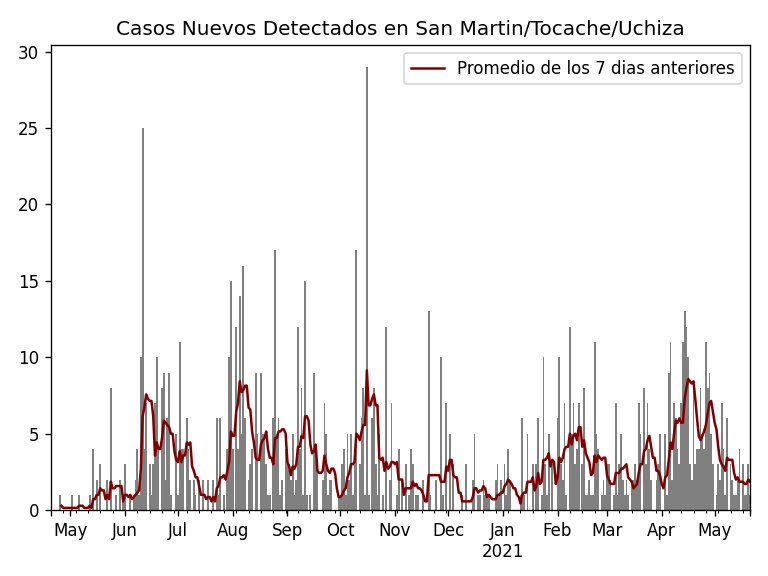 Casos Nuevos Detectados en San Martin/Tocache/Uchiza
Promedio de los 7 dias anteriores
30
25
20
15
10
5
0
May Jun Jul Aug Sep Oct Nov Dec Jan Feb Mar Apr May
2021